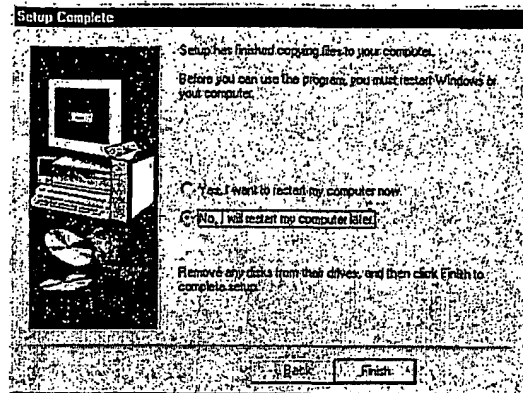 Setup Complete
Setup has finished copying files to your computer.
Before you can use the program, you must restart Windows or
your computer.
Yes, I want to restart my computer now.
No, I will restart my computer later.
Remove any disks from their drives, and then click Finish to
complete setup.
Back
Finish